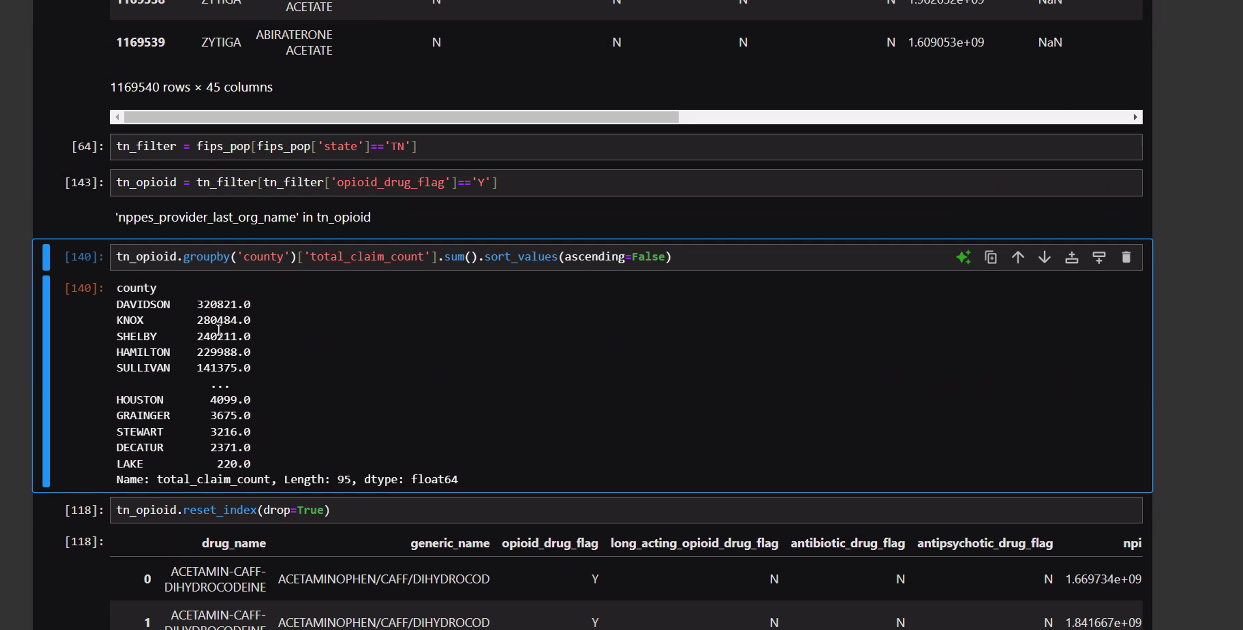 1169538 ZYTIGA ACETATE N N N N 1.902032e+09 NaN
1169539 ZYTIGA ABIRATERONE ACETATE N N N N 1.609053e+09 NaN
1169540 rows × 45 columns
[64]: tn_filter = fips_pop[fips_pop['state']=='TN']
[143]: tn_opioid = tn_filter[tn_filter['opioid_drug_flag']=='Y']
'nppes_provider_last_org_name' in tn_opioid
[140]: tn_opioid.groupby('county')['total_claim_count'].sum().sort_values(ascending=False)
[140]: county
DAVIDSON 320821.0
KNOX 280484.0
SHELBY 240211.0
HAMILTON 229988.0
SULLIVAN 141375.0
...
HOUSTON 4099.0
GRAINGER 3675.0
STEWART 3216.0
DECATUR 2371.0
LAKE 220.0
Name: total_claim_count, Length: 95, dtype: float64
[118]: tn_opioid.reset_index(drop=True)
[118]: drug_name generic_name opioid_drug_flag long_acting_opioid_drug_flag antibiotic_drug_flag antipsychotic_drug_flag npi
0 ACETAMIN-CAFF-DIHYDROCODEINE ACETAMINOPHEN/CAFF/DIHYDROCOD Y N N N 1.669734e+09
1 ACETAMIN-CAFF- ACETAMINOPHEN/CAFF/DIHYDROCOD Y N N N 1.841667e+09